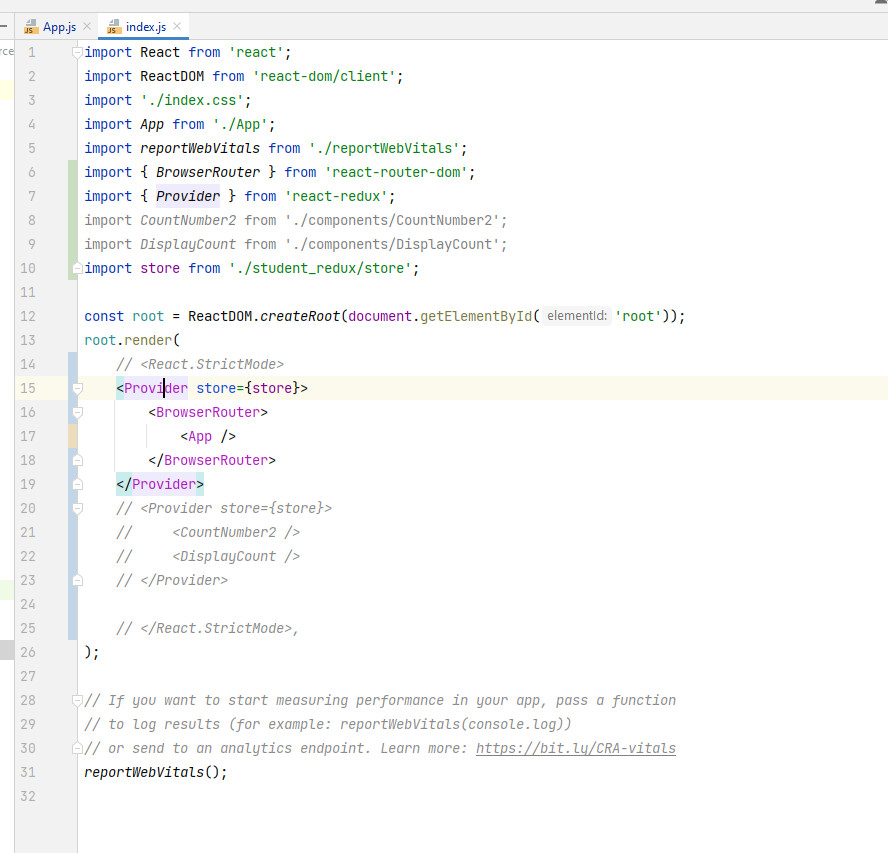 App.js index.js
rce
1 import React from 'react';
2 import ReactDOM from 'react-dom/client';
3 import './index.css';
4 import App from './App';
5 import reportWebVitals from './reportWebVitals';
6 import { BrowserRouter } from 'react-router-dom';
7 import { Provider } from 'react-redux';
8 import CountNumber2 from './components/CountNumber2';
9 import DisplayCount from './components/DisplayCount';
10 import store from './student_redux/store';
11
12 const root = ReactDOM.createRoot(document.getElementById( elementId: 'root'));
13 root.render(
14     // <React.StrictMode>
15     <Provider store={store}>
16         <BrowserRouter>
17             <App />
18         </BrowserRouter>
19     </Provider>
20     // <Provider store={store}>
21     //     <CountNumber2 />
22     //     <DisplayCount />
23     // </Provider>
24
25     // </React.StrictMode>,
26 );
27
28 // If you want to start measuring performance in your app, pass a function
29 // to log results (for example: reportWebVitals(console.log))
30 // or send to an analytics endpoint. Learn more: https://bit.ly/CRA-vitals
31 reportWebVitals();
32